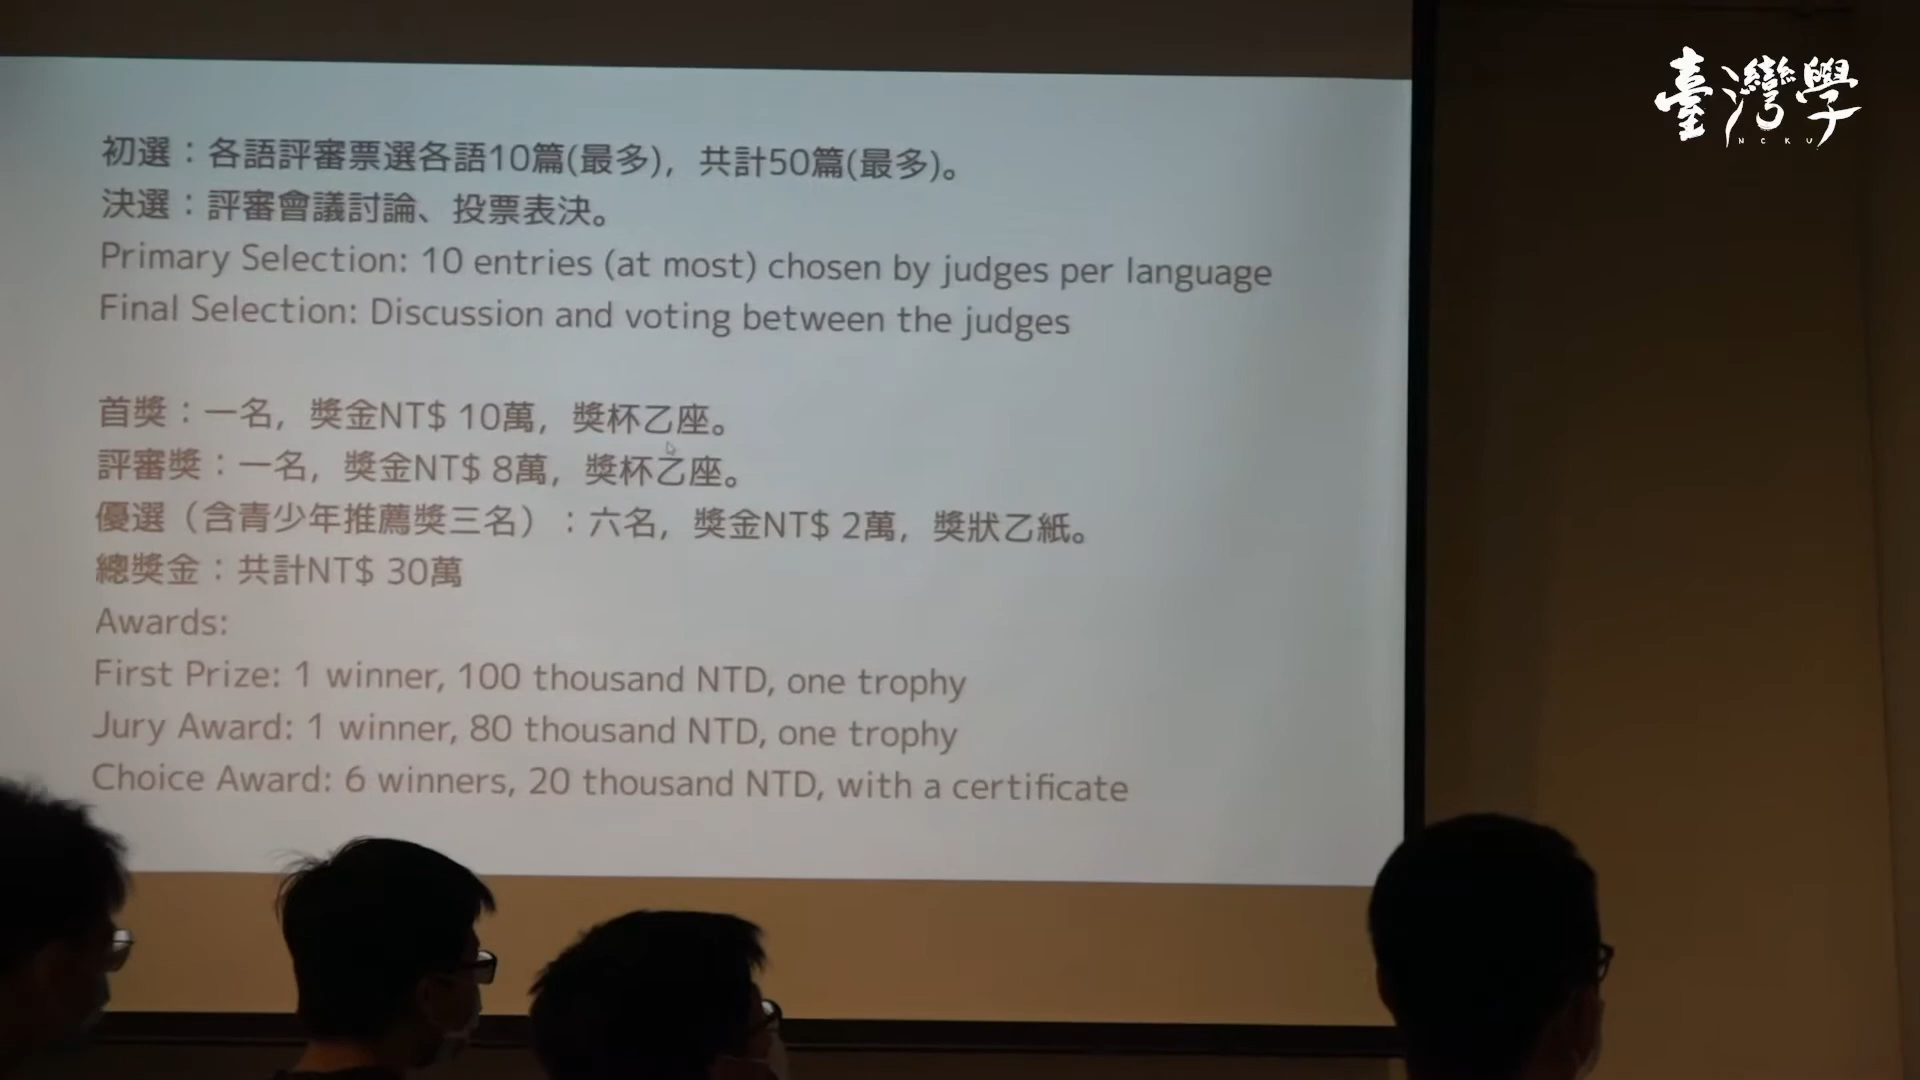 臺灣學
NCKU
初選：各語評審票選各語10篇(最多)，共計50篇(最多)。
決選：評審會議討論、投票表決。
Primary Selection: 10 entries (at most) chosen by judges per language
Final Selection: Discussion and voting between the judges
首獎：一名，獎金NT$ 10萬，獎杯乙座。
評審獎：一名，獎金NT$ 8萬，獎杯乙座。
優選（含青少年推薦獎三名）：六名，獎金NT$ 2萬，獎狀乙紙。
總獎金：共計NT$ 30萬
Awards:
First Prize: 1 winner, 100 thousand NTD, one trophy
Jury Award: 1 winner, 80 thousand NTD, one trophy
Choice Award: 6 winners, 20 thousand NTD, with a certificate